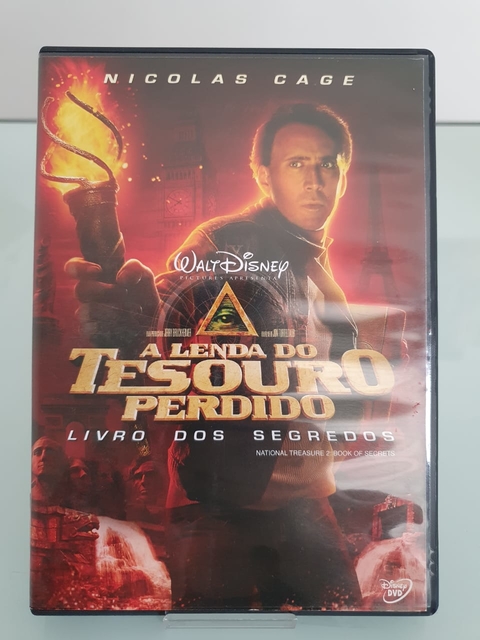 NICOLAS CAGE
WALT DISNEY
PICTURES APRESENTA
A LENDA DO
TESOURO
PERDIDO
LIVRO DOS SEGREDOS
NATIONAL TREASURE 2: BOOK OF SECRETS
Disney
DVD